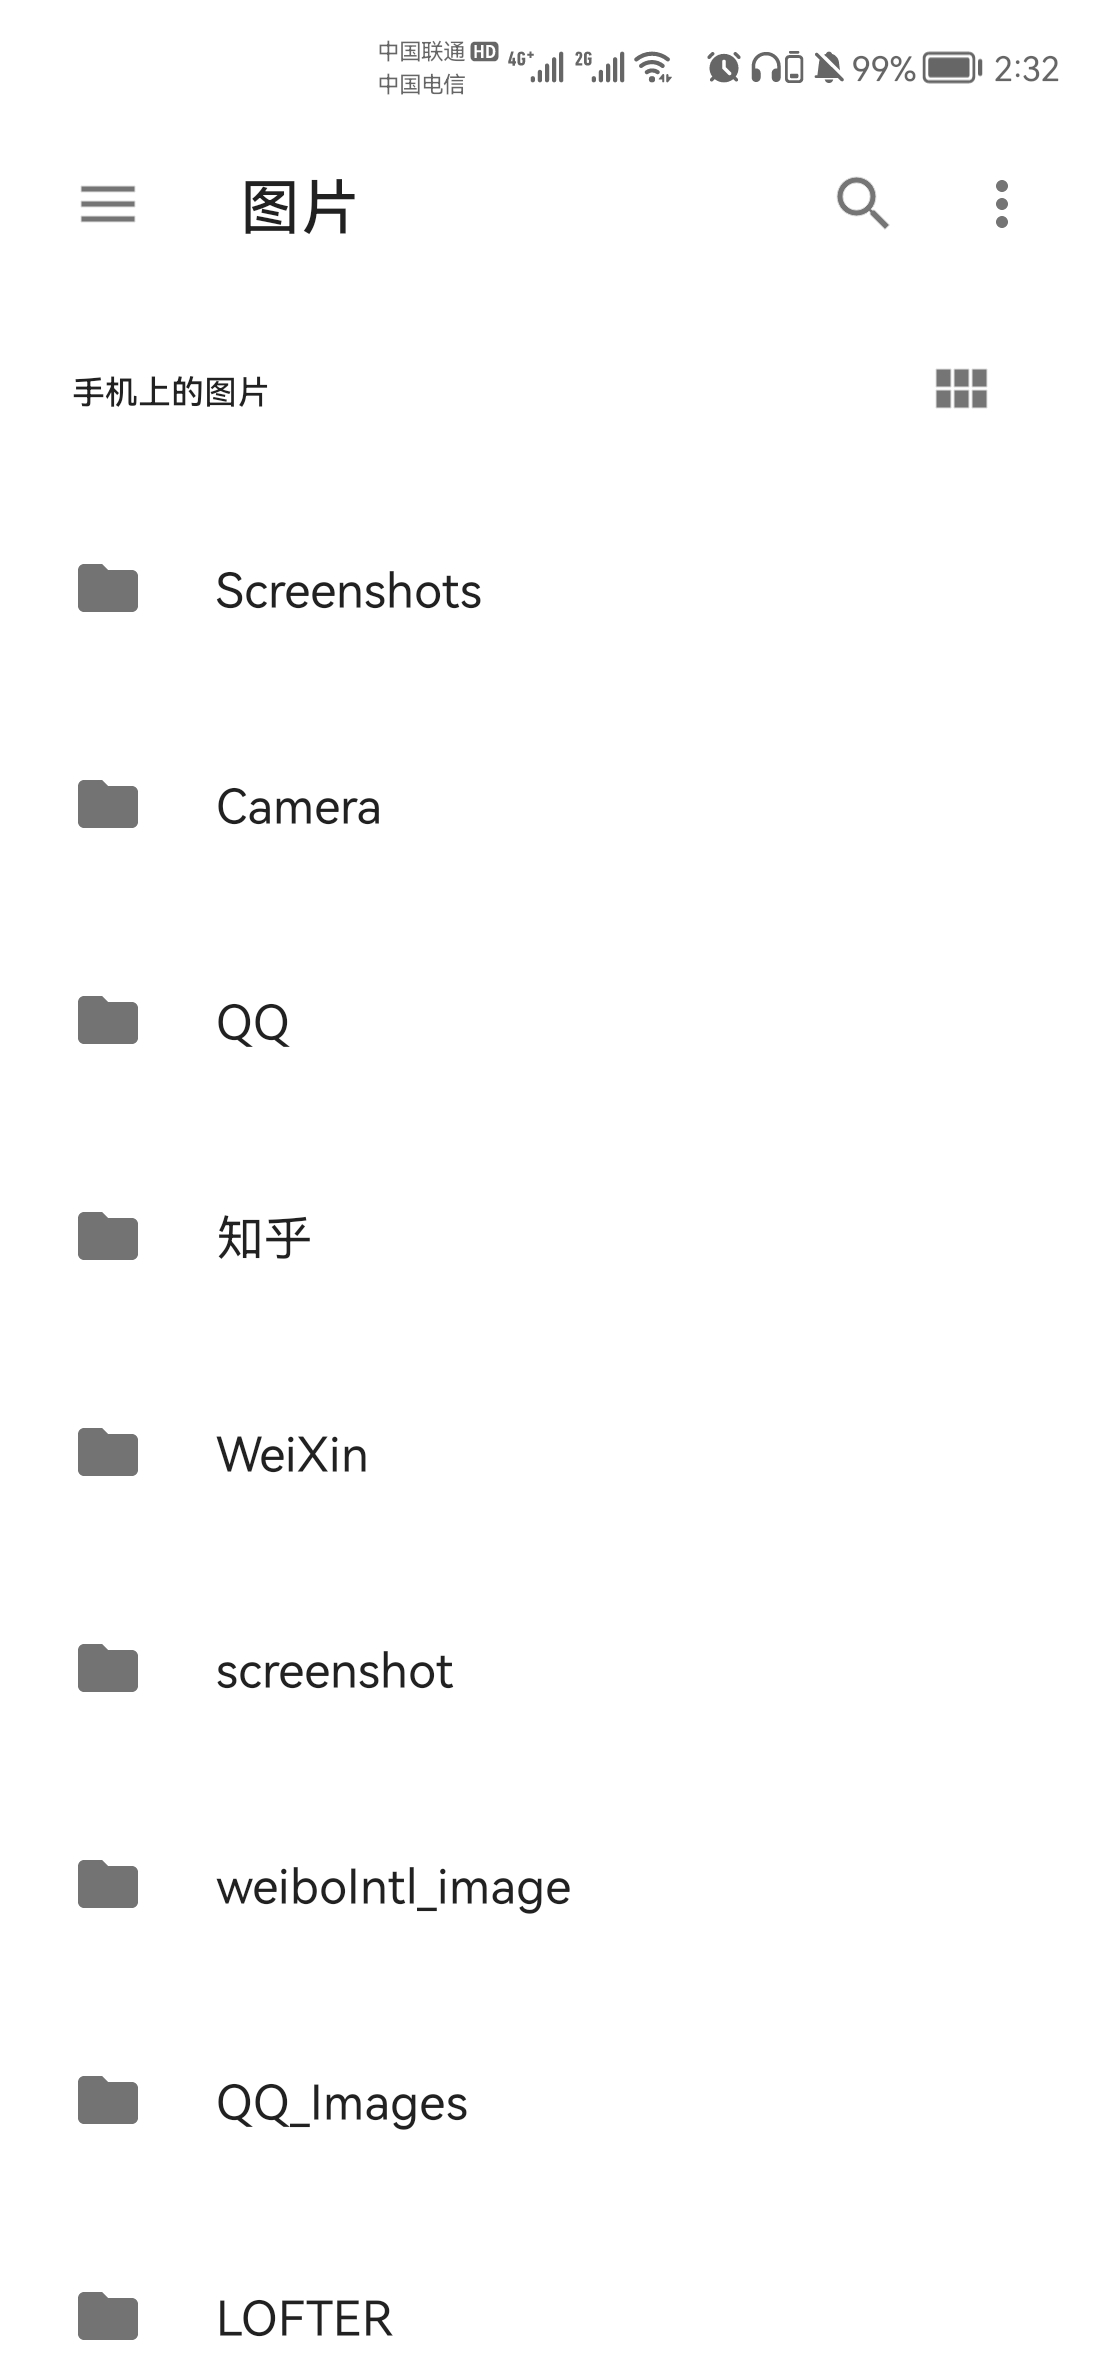 中国联通 HD 4G+ 2G 99% 2:32
中国电信
图片
手机上的图片
Screenshots
Camera
QQ
知乎
WeiXin
screenshot
weiboIntl_image
QQ_Images
LOFTER